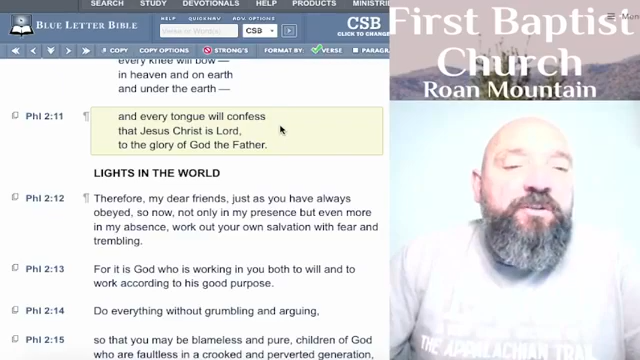 SEARCH STUDY DEVOTIONALS HELP PRODUCTS MINISTR
BLUE LETTER BIBLE
HELP QUICKNAV ADV OPTIONS
Verse or Word(s)
CSB
CSB
CLICK TO CHANGE
COPY COPY OPTIONS STRONG'S FORMAT BY: VERSE PARAG
every knee will bow —
in heaven and on earth
and under the earth —
Phl 2:11 ¶ and every tongue will confess
that Jesus Christ is Lord,
to the glory of God the Father.
LIGHTS IN THE WORLD
Phl 2:12 ¶ Therefore, my dear friends, just as you have always
obeyed, so now, not only in my presence but even more
in my absence, work out your own salvation with fear and
trembling.
Phl 2:13 For it is God who is working in you both to will and to
work according to his good purpose.
Phl 2:14 Do everything without grumbling and arguing,
Phl 2:15 so that you may be blameless and pure, children of God
who are faultless in a crooked and perverted generation,
First Baptist
Church
Roan Mountain
Men
THE APPALACHIAN TRAIL